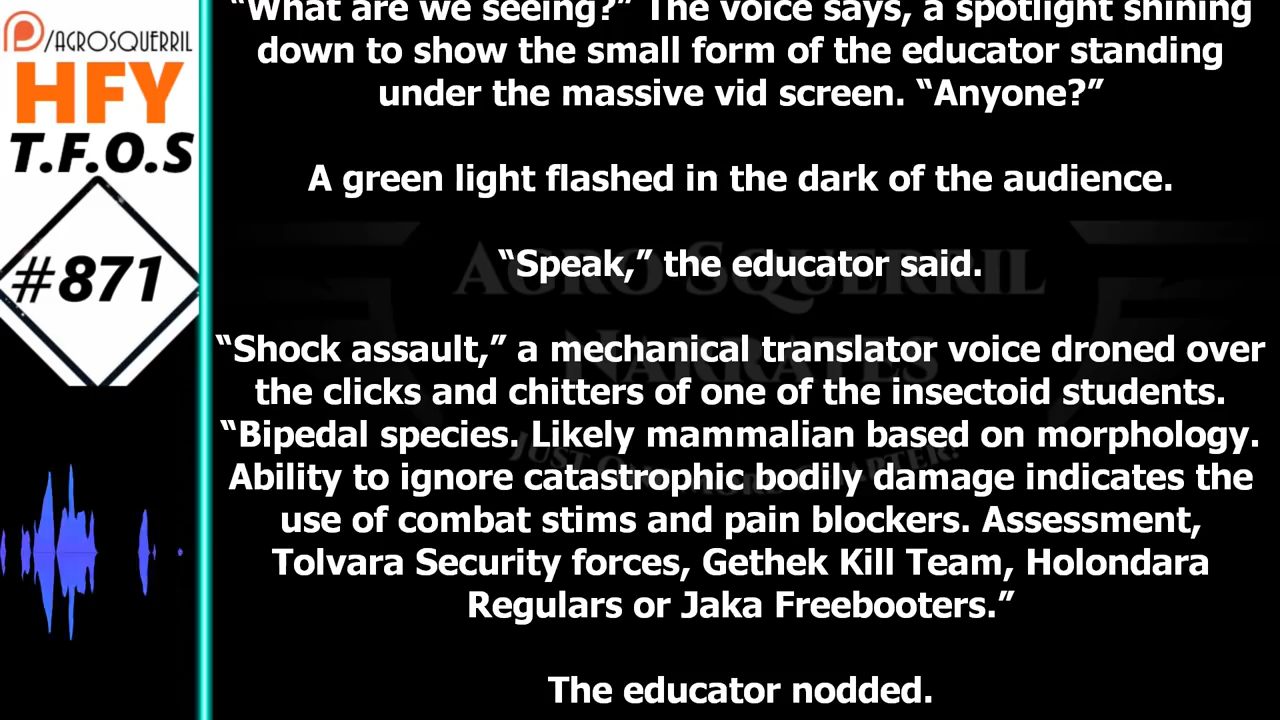 /AGROSQUERRIL
HFY
T.F.O.S
#871
“What are we seeing?” The voice says, a spotlight shining
down to show the small form of the educator standing
under the massive vid screen. “Anyone?”
A green light flashed in the dark of the audience.
“Speak,” the educator said.
“Shock assault,” a mechanical translator voice droned over
the clicks and chitters of one of the insectoid students.
“Bipedal species. Likely mammalian based on morphology.
Ability to ignore catastrophic bodily damage indicates the
use of combat stims and pain blockers. Assessment,
Tolvara Security forces, Gethek Kill Team, Holondara
Regulars or Jaka Freebooters.”
The educator nodded.
AGRO SQUERRIL
NARRATES